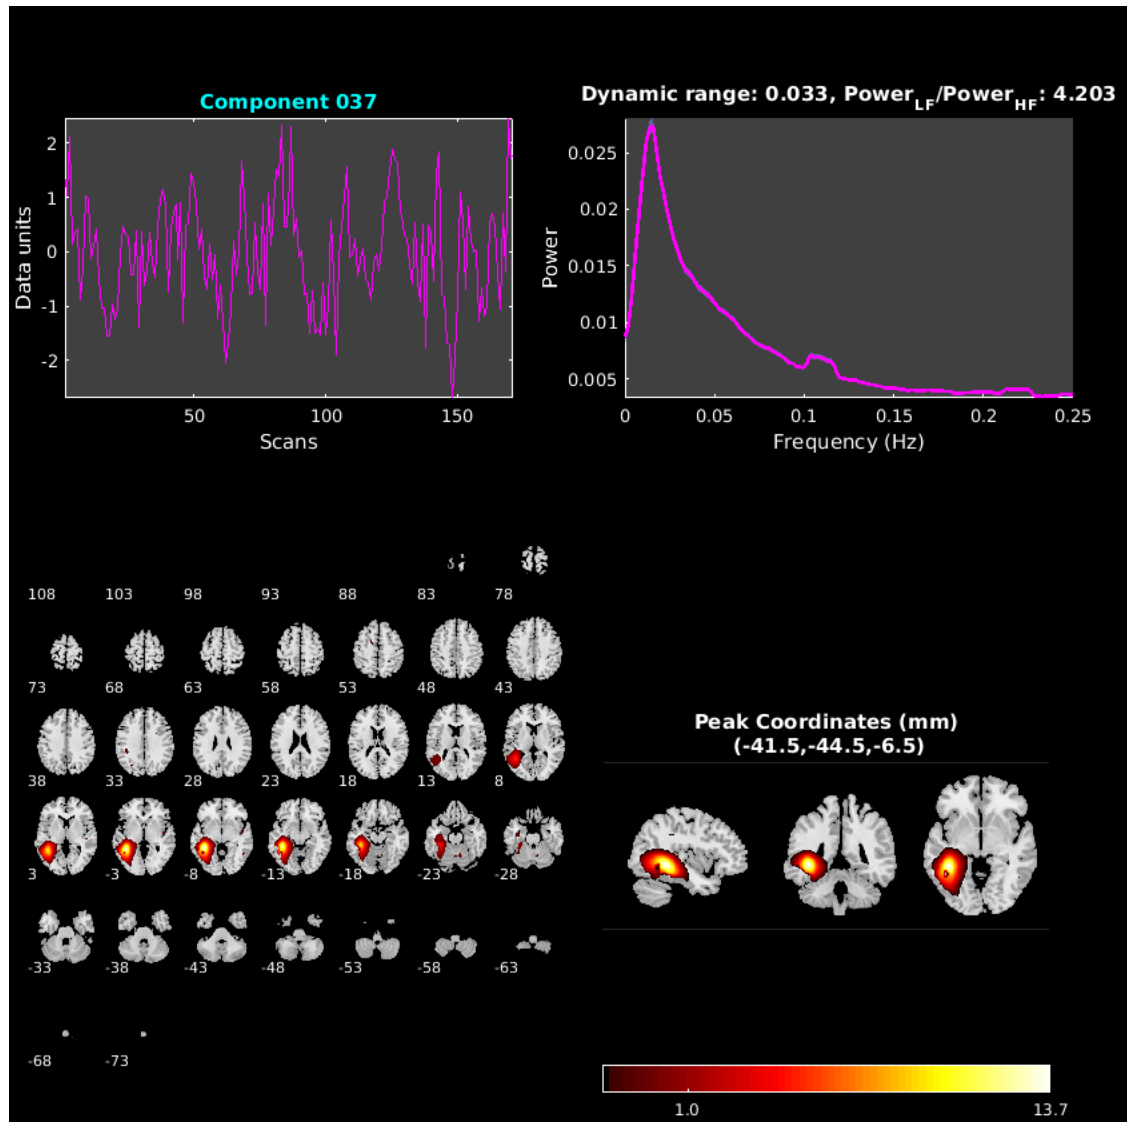 Component 037
2
1
0
-1
-2
Data units
50 100 150
Scans
Dynamic range: 0.033, Power_LF/Power_HF: 4.203
0.025
0.02
0.015
0.01
0.005
Power
0 0.05 0.1 0.15 0.2 0.25
Frequency (Hz)
108 103 98 93 88 83 78
73 68 63 58 53 48 43
38 33 28 23 18 13 8
3 -3 -8 -13 -18 -23 -28
-33 -38 -43 -48 -53 -58 -63
-68 -73
Peak Coordinates (mm)
(-41.5,-44.5,-6.5)
1.0 13.7